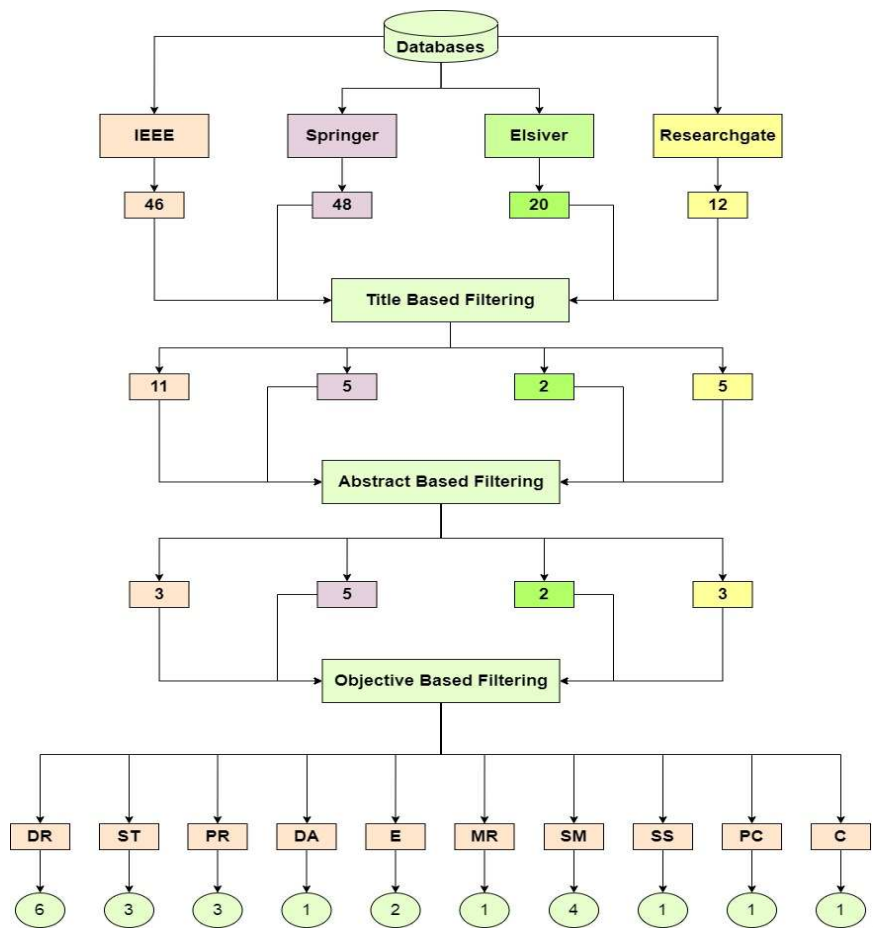 Databases
IEEE
Springer
Elsiver
Researchgate
46
48
20
12
Title Based Filtering
11
5
2
5
Abstract Based Filtering
3
5
2
3
Objective Based Filtering
DR
ST
PR
DA
E
MR
SM
SS
PC
C
6
3
3
1
2
1
4
1
1
1